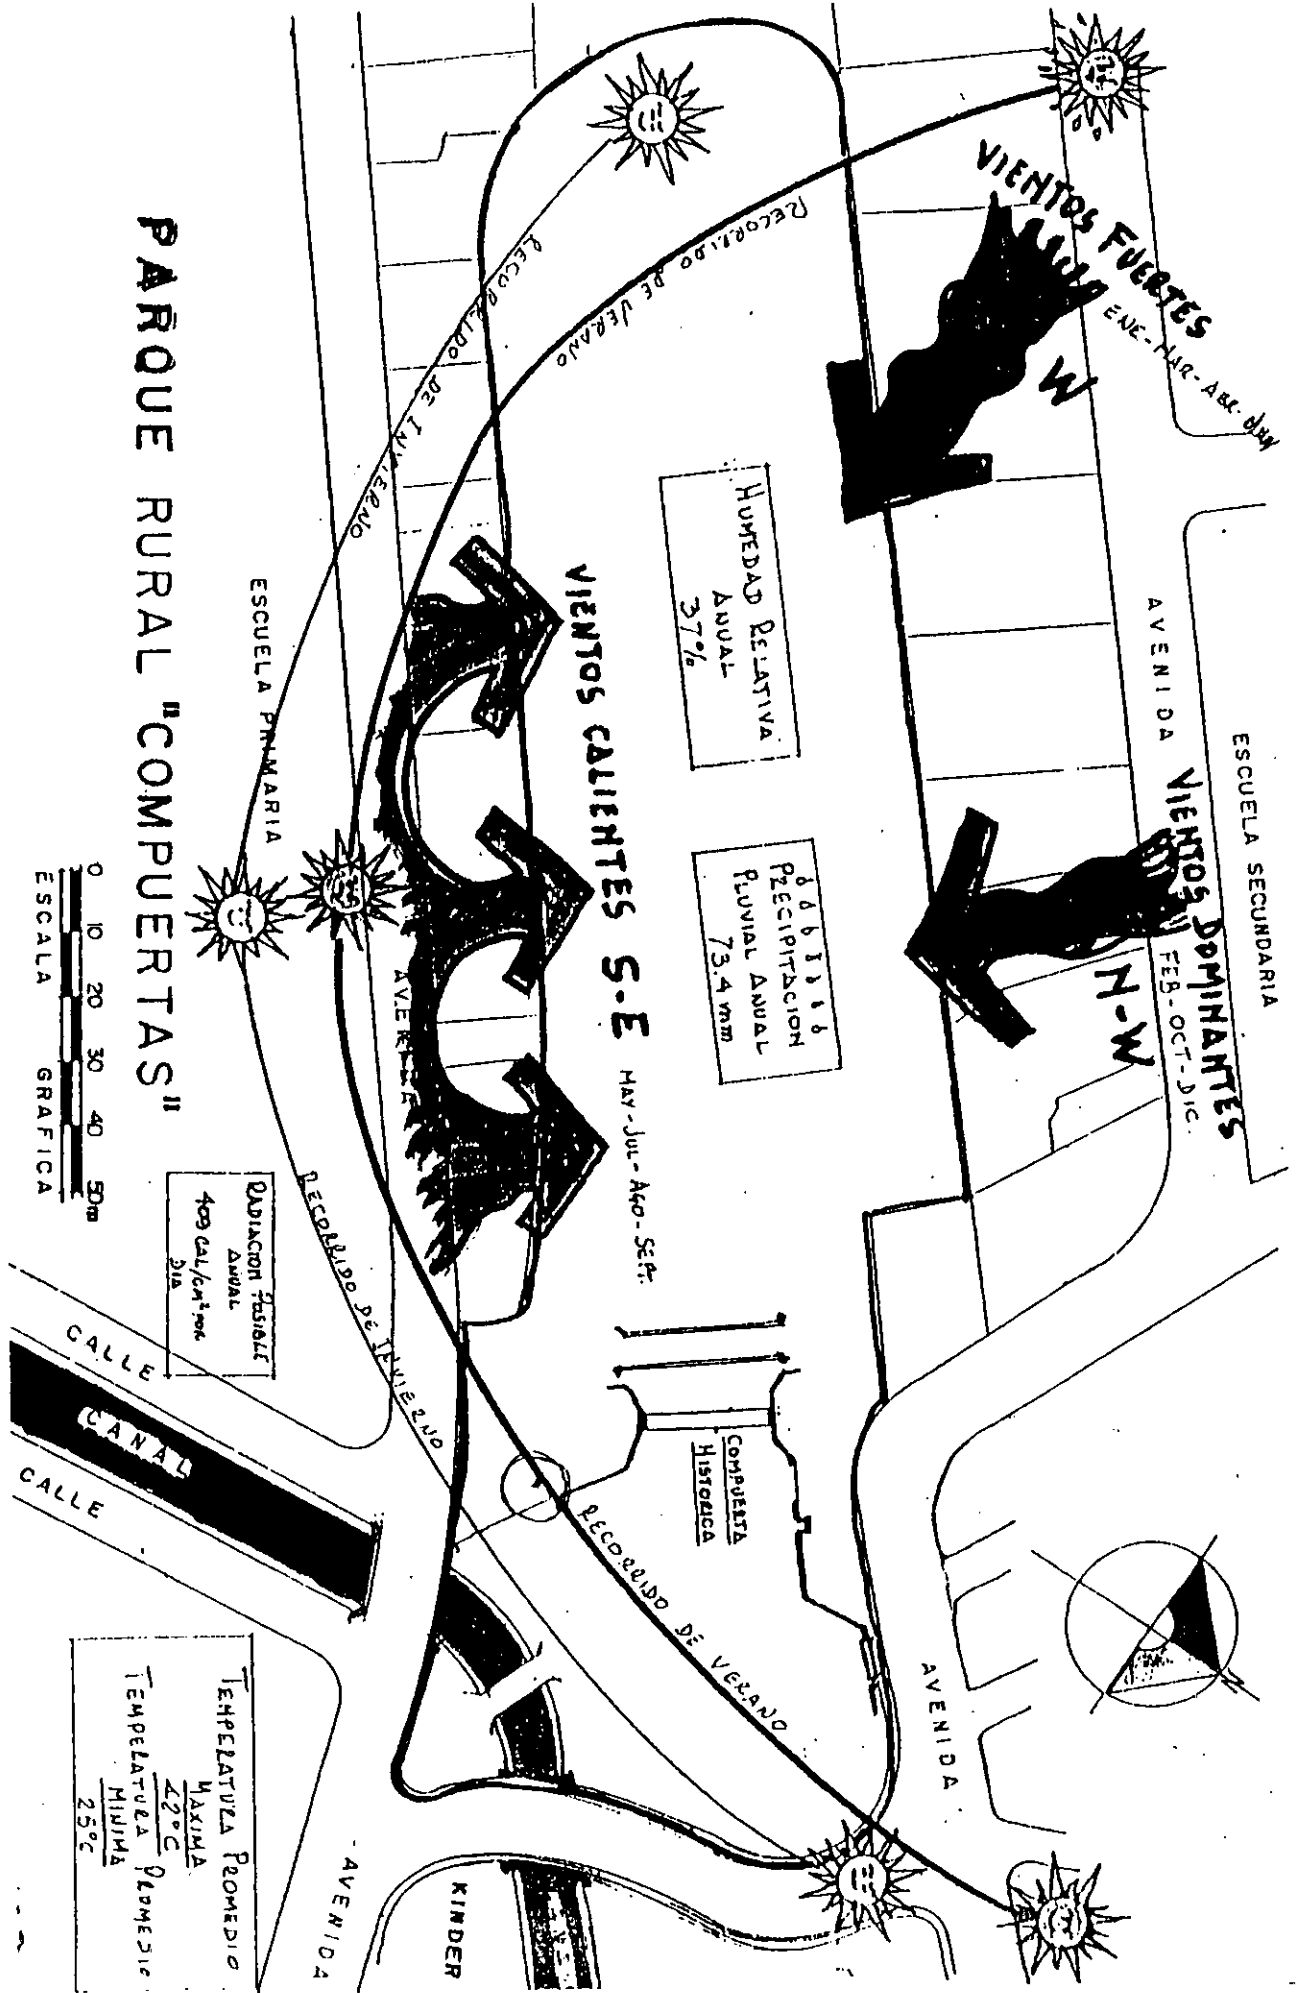 VIENTOS FUERTES
ENE-MAR-ABR-JUN
W
RECORRIDO DE VERANO
RECORRIDO DE INVIERNO
HUMEDAD RELATIVA
ANUAL
37%
AVENIDA
ESCUELA SECUNDARIA
VIENTOS DOMINANTES
FEB-OCT-DIC.
N-W
PRECIPITACION
PLUVIAL ANUAL
73.4 mm
VIENTOS CALIENTES S-E
MAY-JUL-AGO-SEP.
ESCUELA PRIMARIA
COMPUERTA
HISTORICA
RECORRIDO DE VERANO
RECORRIDO DE INVIERNO
AVENIDA
N
RADIACION POSIBLE
ANUAL
409 CAL/CM² POR
DIA
CALLE
CANAL
CALLE
AVENIDA
KINDER
TEMPERATURA PROMEDIO
MAXIMA
42°C
TEMPERATURA PROMEDIO
MINIMA
25°C
PARQUE RURAL "COMPUERTAS"
0 10 20 30 40 50m
ESCALA GRAFICA